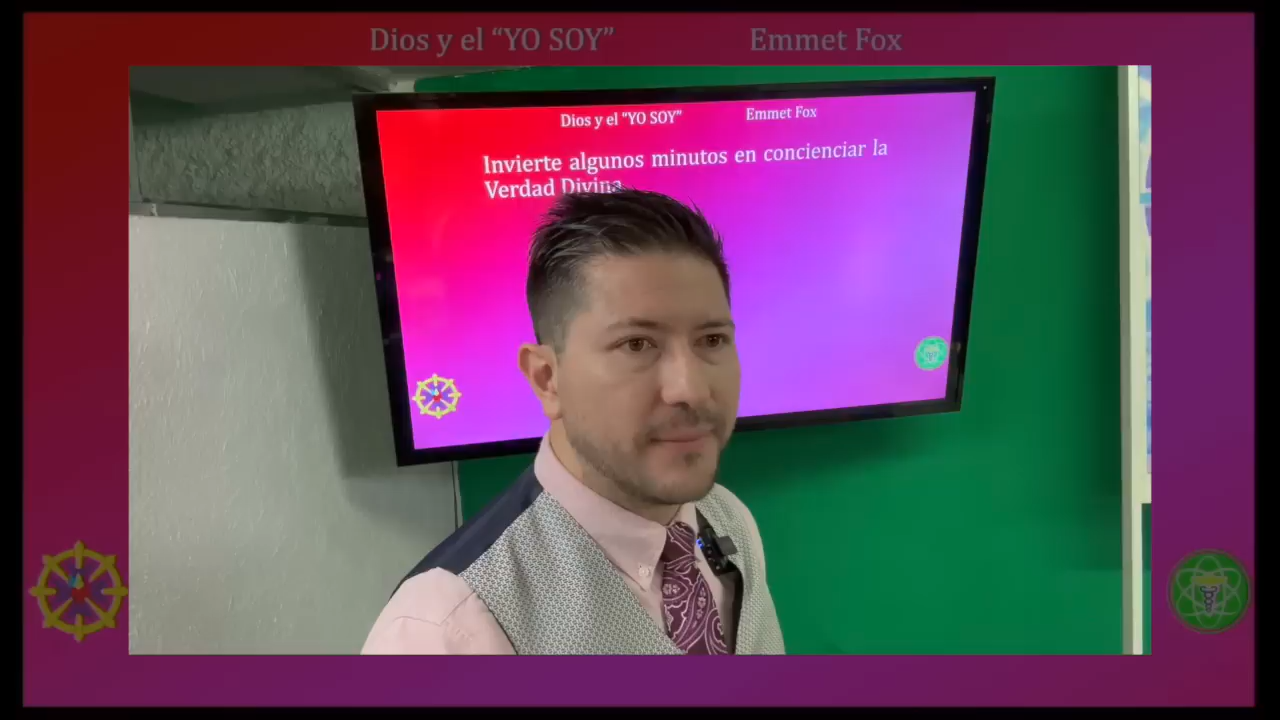 Dios y el “YO SOY” Emmet Fox
Dios y el “YO SOY” Emmet Fox
Invierte algunos minutos en concienciar la
Verdad Divina